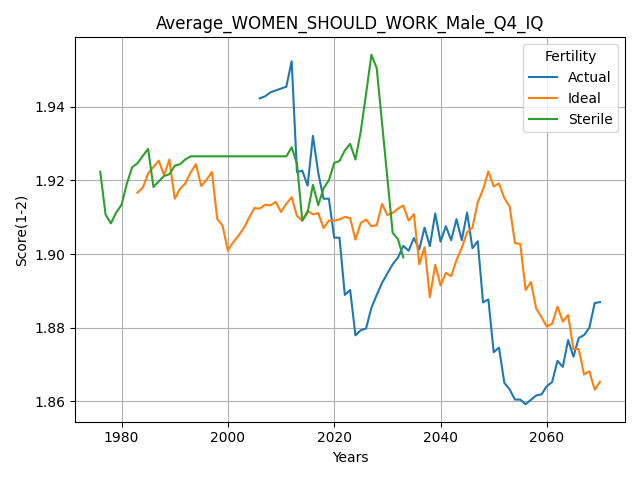 Average_WOMEN_SHOULD_WORK_Male_Q4_IQ
Fertility
Actual
Ideal
Sterile
Score(1-2)
1.94
1.92
1.90
1.88
1.86
1980
2000
2020
2040
2060
Years